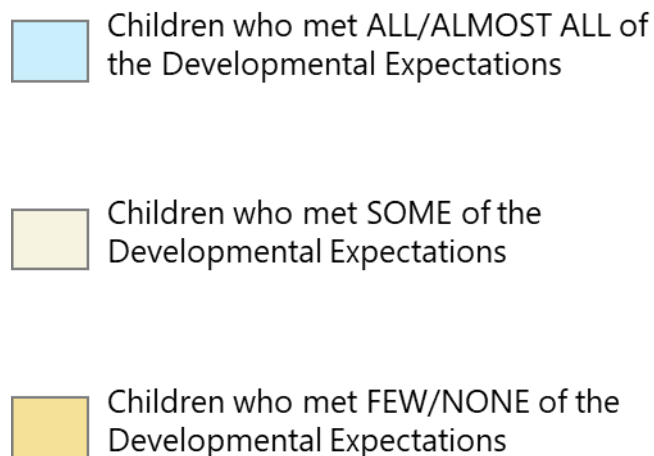 Children who met ALL/ALMOST ALL of
the Developmental Expectations
Children who met SOME of the
Developmental Expectations
Children who met FEW/NONE of the
Developmental Expectations